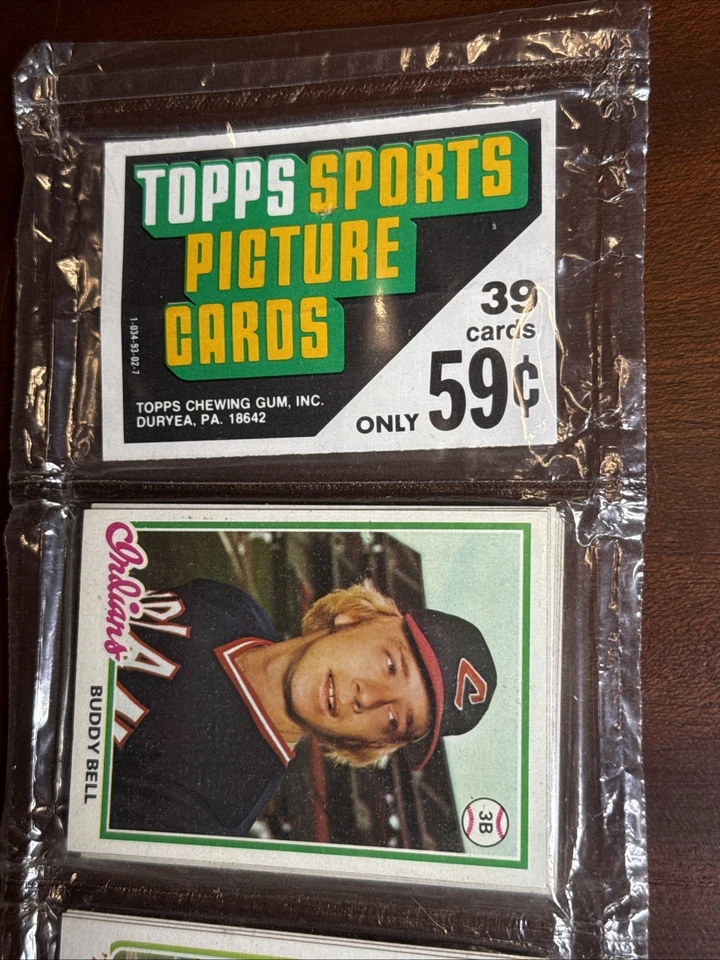 TOPPS SPORTS
PICTURE
CARDS
39
cards
ONLY 59¢
1-034-93-02-7
TOPPS CHEWING GUM, INC.
DURYEA, PA. 18642
Indians
BUDDY BELL
3B
C